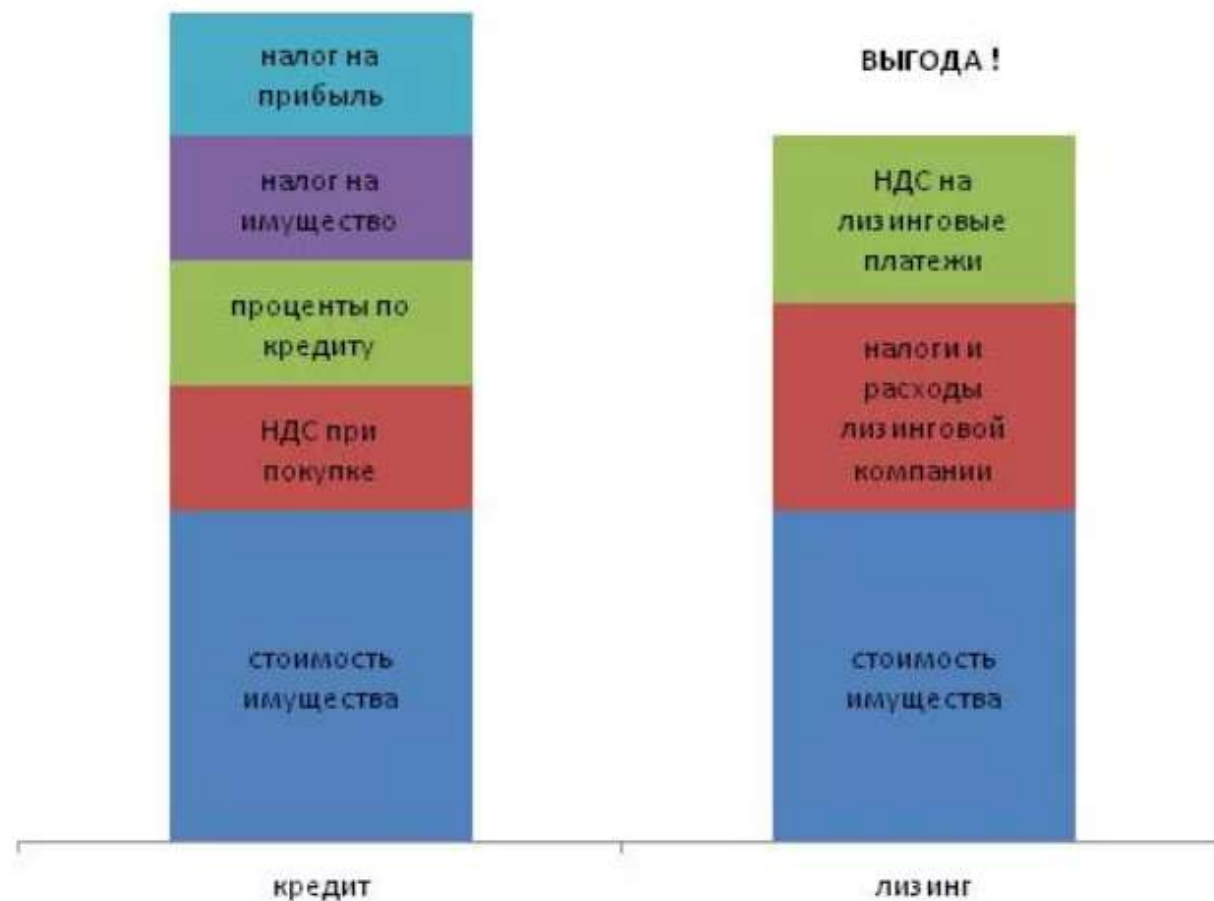 налог на
прибыль
налог на
имущество
проценты по
кредиту
НДС при
покупке
стоимость
имущества
кредит
ВЫГОДА !
НДС на
лизинговые
платежи
налоги и
расходы
лизинговой
компании
стоимость
имущества
лизинг